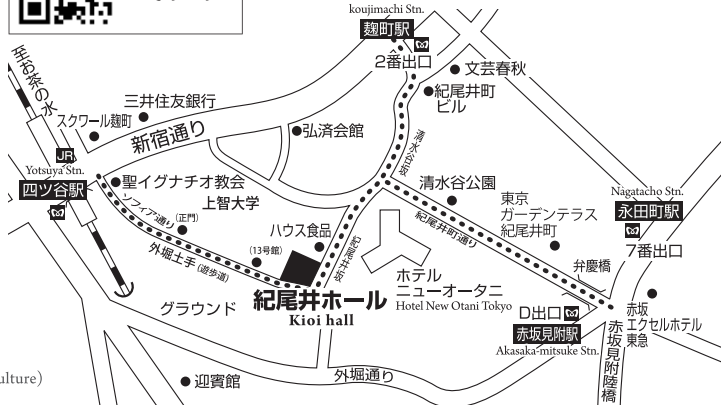 koujimachi Stn.
麹町駅
2番出口
文芸春秋
至お茶の水
三井住友銀行
スクワール麹町
新宿通り
弘済会館
紀尾井町
ビル
清水谷坂
JR
Yotsuya Stn.
四ツ谷駅
聖イグナチオ教会
上智大学
ソフィア通り
(正門)
外堀土手(遊歩道)
(13号館)
ハウス食品
紀尾井坂
清水谷公園
紀尾井町通り
東京
ガーデンテラス
紀尾井町
Nagatacho Stn.
永田町駅
7番出口
弁慶橋
ホテル
ニューオータニ
Hotel New Otani Tokyo
紀尾井ホール
Kioi hall
グラウンド
D出口
赤坂見附駅
Akasaka-mitsuke Stn.
赤坂
エクセルホテル
東急
赤坂見附陸橋
外堀通り
迎賓館
ulture)